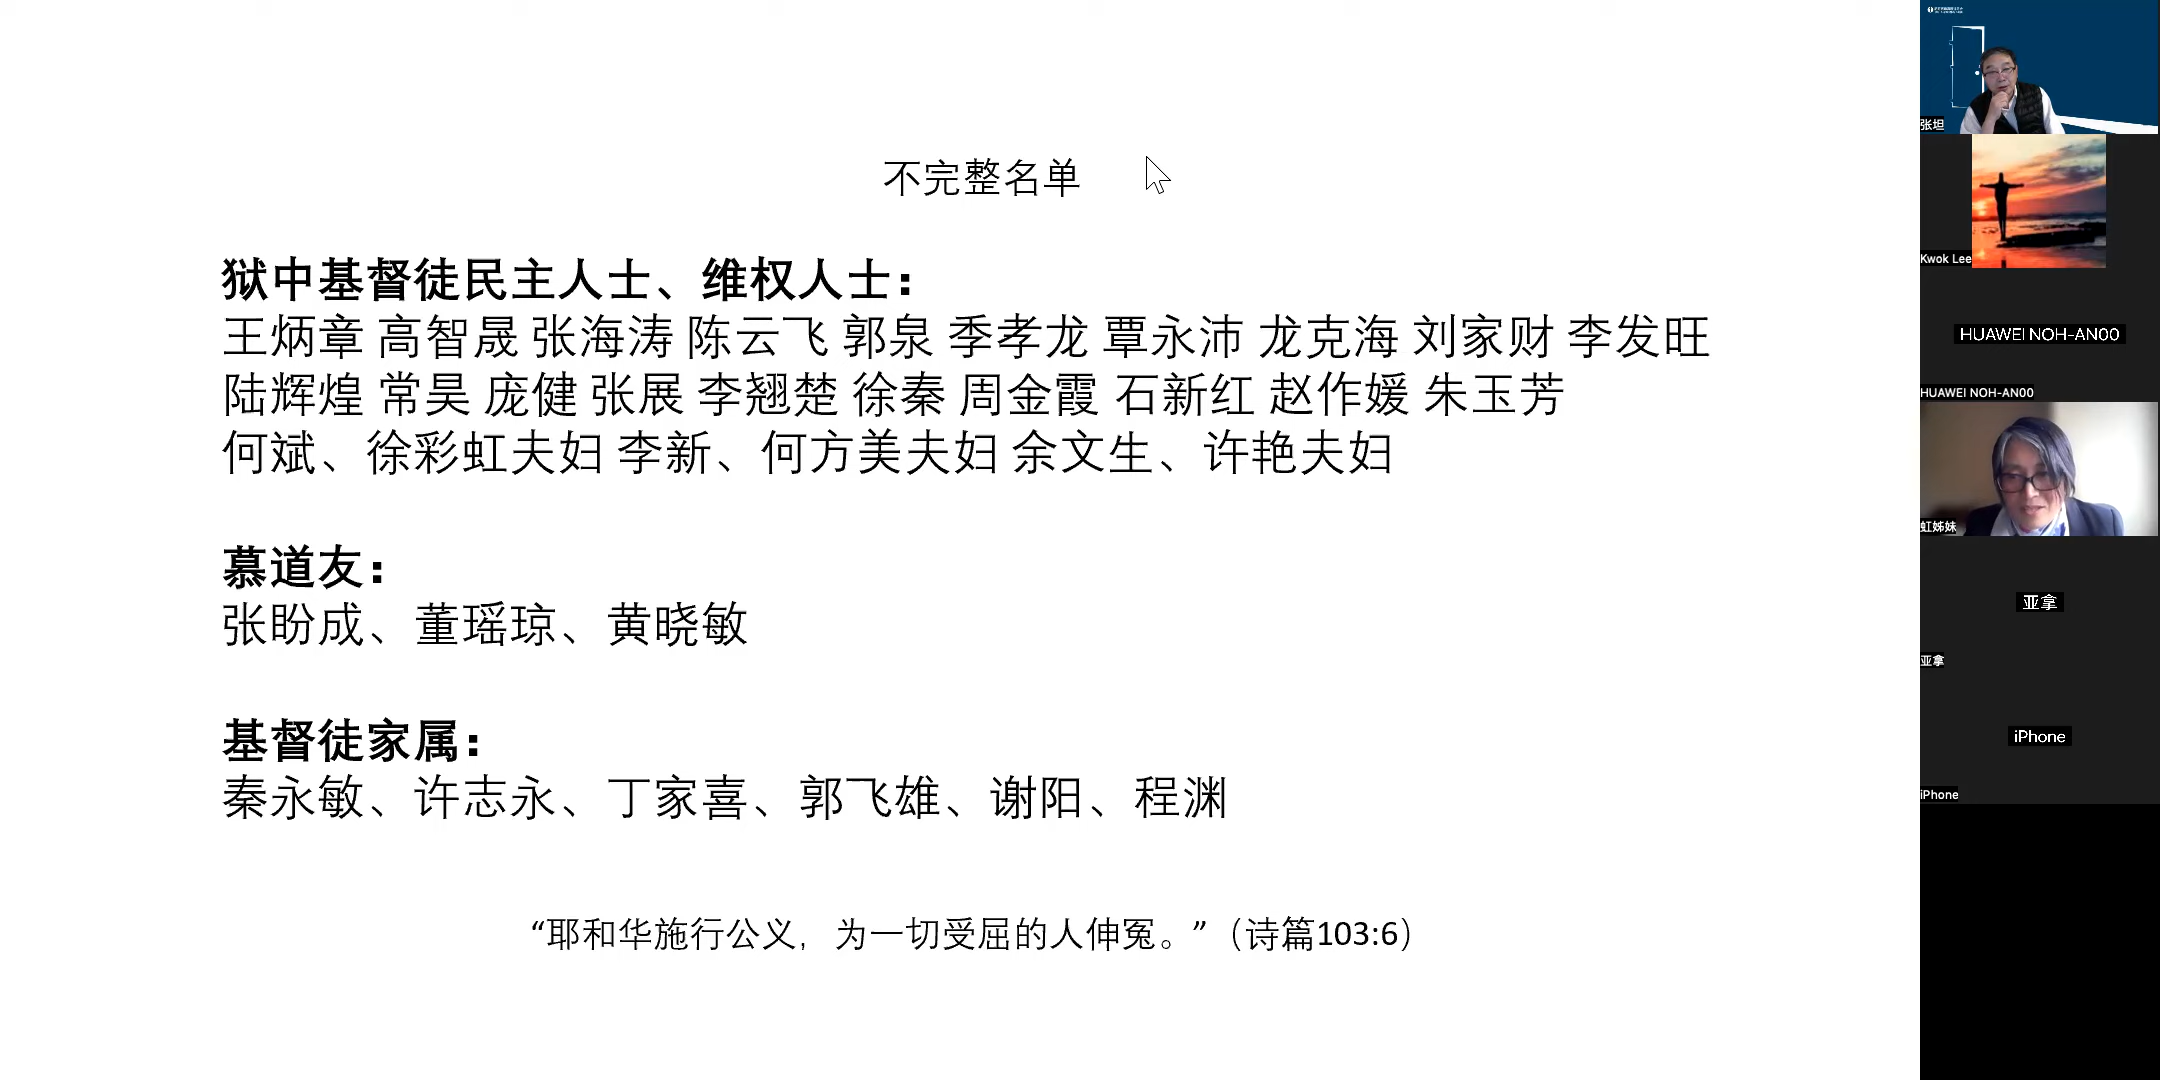 不完整名单
狱中基督徒民主人士、维权人士：
王炳章 高智晟 张海涛 陈云飞 郭泉 季孝龙 覃永沛 龙克海 刘家财 李发旺
陆辉煌 常昊 庞健 张展 李翘楚 徐秦 周金霞 石新红 赵作媛 朱玉芳
何斌、徐彩虹夫妇 李新、何方美夫妇 余文生、许艳夫妇
慕道友：
张盼成、董瑶琼、黄晓敏
基督徒家属：
秦永敏、许志永、丁家喜、郭飞雄、谢阳、程渊
“耶和华施行公义，为一切受屈的人伸冤。”（诗篇103:6）
张坦
Kwok Lee
HUAWEI NOH-AN00
HUAWEI NOH-AN00
虹姊妹
亚拿
亚拿
iPhone
iPhone